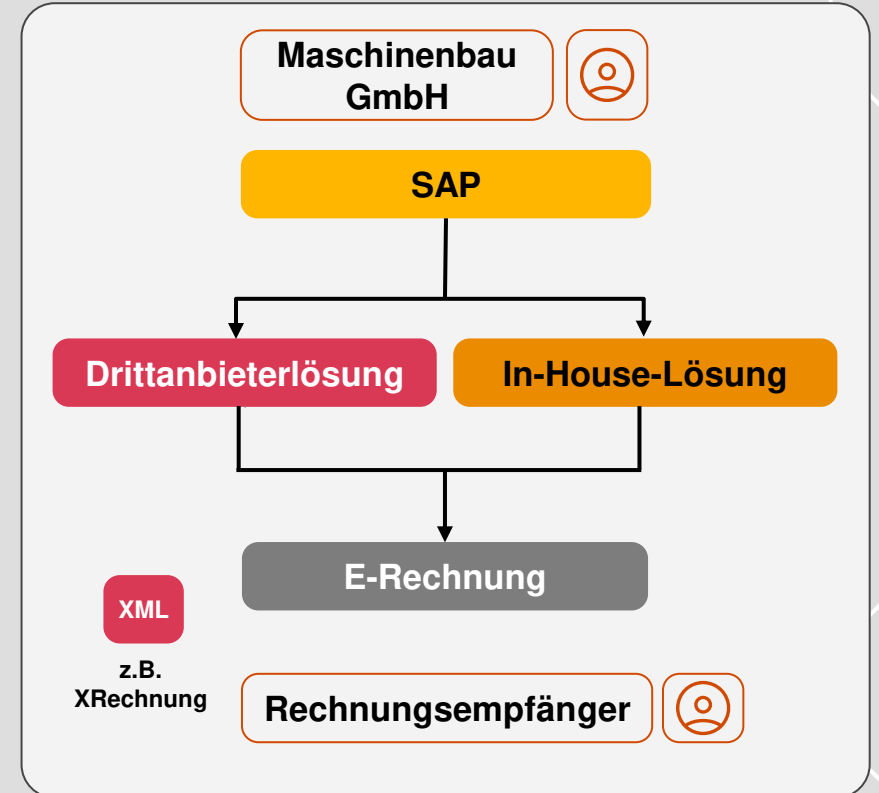 Maschinenbau
GmbH
SAP
Drittanbieterlösung
In-House-Lösung
E-Rechnung
XML
z.B.
XRechnung
Rechnungsempfänger